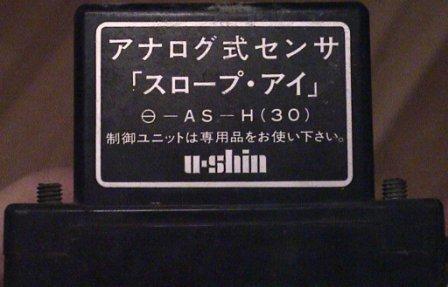 アナログ式センサ
「スロープ・アイ」
⊖-AS-H(30)
制御ユニットは専用品をお使い下さい。
u·shin